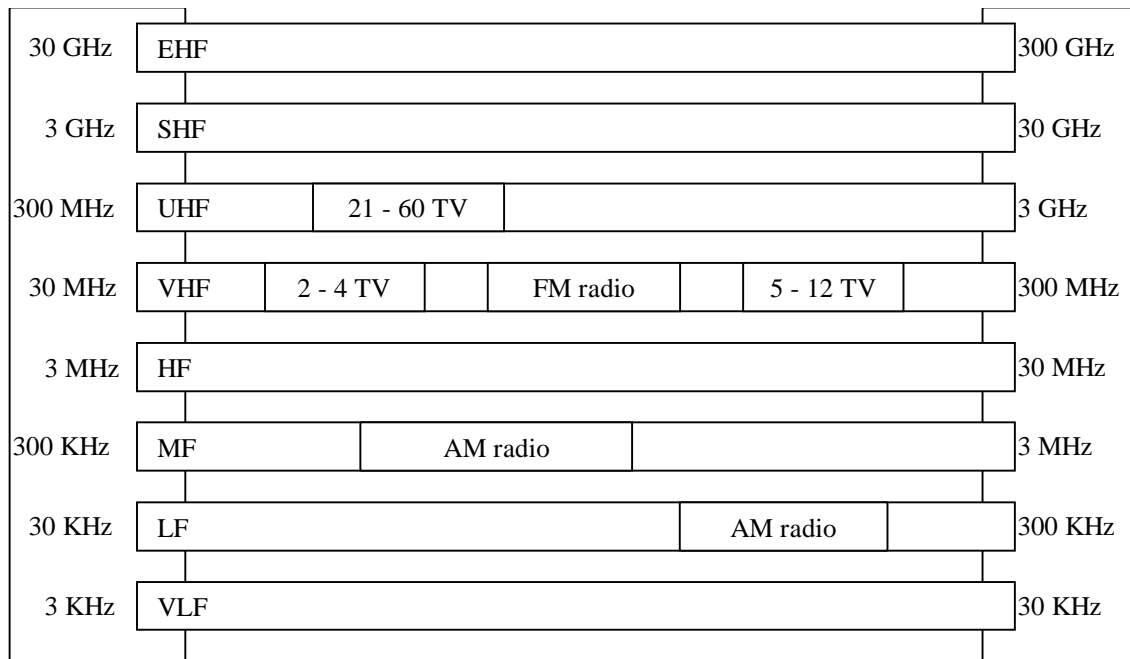 30 GHz EHF 300 GHz
3 GHz SHF 30 GHz
300 MHz UHF 21 - 60 TV 3 GHz
30 MHz VHF 2 - 4 TV FM radio 5 - 12 TV 300 MHz
3 MHz HF 30 MHz
300 KHz MF AM radio 3 MHz
30 KHz LF AM radio 300 KHz
3 KHz VLF 30 KHz